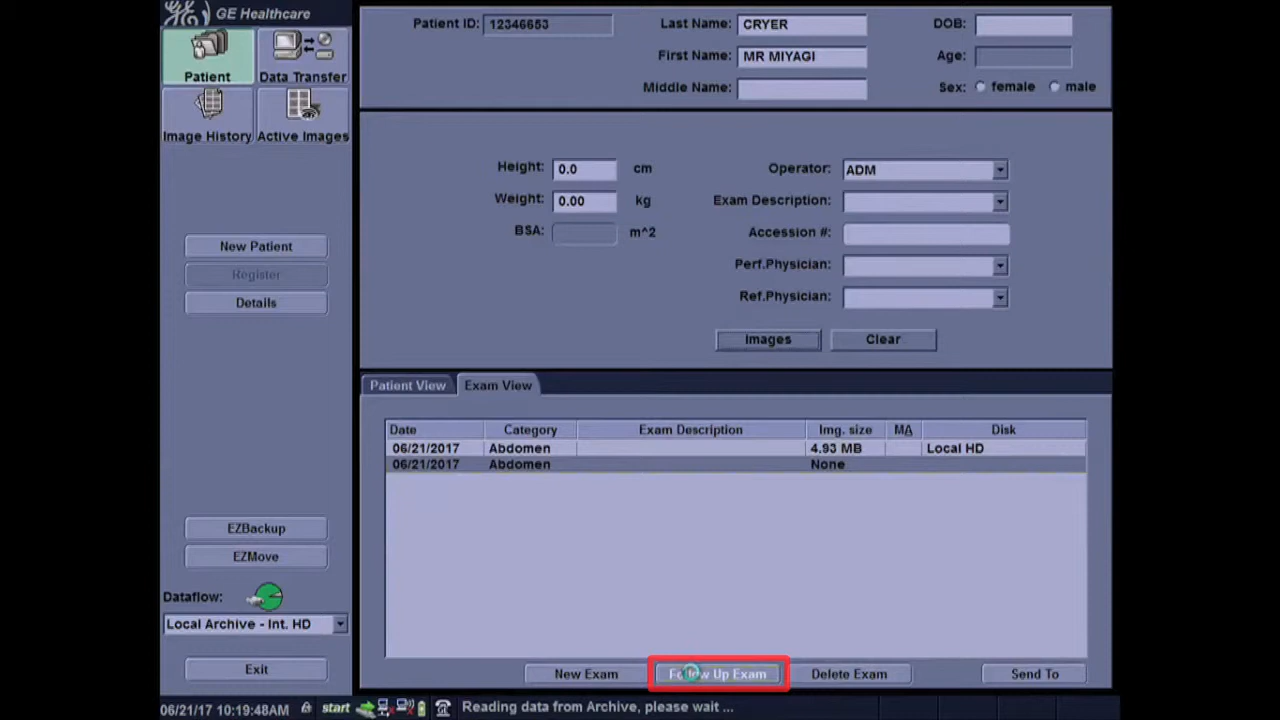 GE Healthcare
Patient ID: 12346653 Last Name: CRYER DOB:
First Name: MR MIYAGI Age:
Middle Name: Sex: female male
Patient Data Transfer
Image History Active Images
Height: 0.0 cm Operator: ADM
Weight: 0.00 kg Exam Description:
BSA: m^2 Accession #:
Perf.Physician:
Ref.Physician:
Images Clear
New Patient
Register
Details
Patient View Exam View
Date Category Exam Description Img. size MA Disk
06/21/2017 Abdomen 4.93 MB Local HD
06/21/2017 Abdomen None
EZBackup
EZMove
Dataflow:
Local Archive - Int. HD
Exit
New Exam Follow Up Exam Delete Exam Send To
06/21/17 10:19:48AM start Reading data from Archive, please wait ...